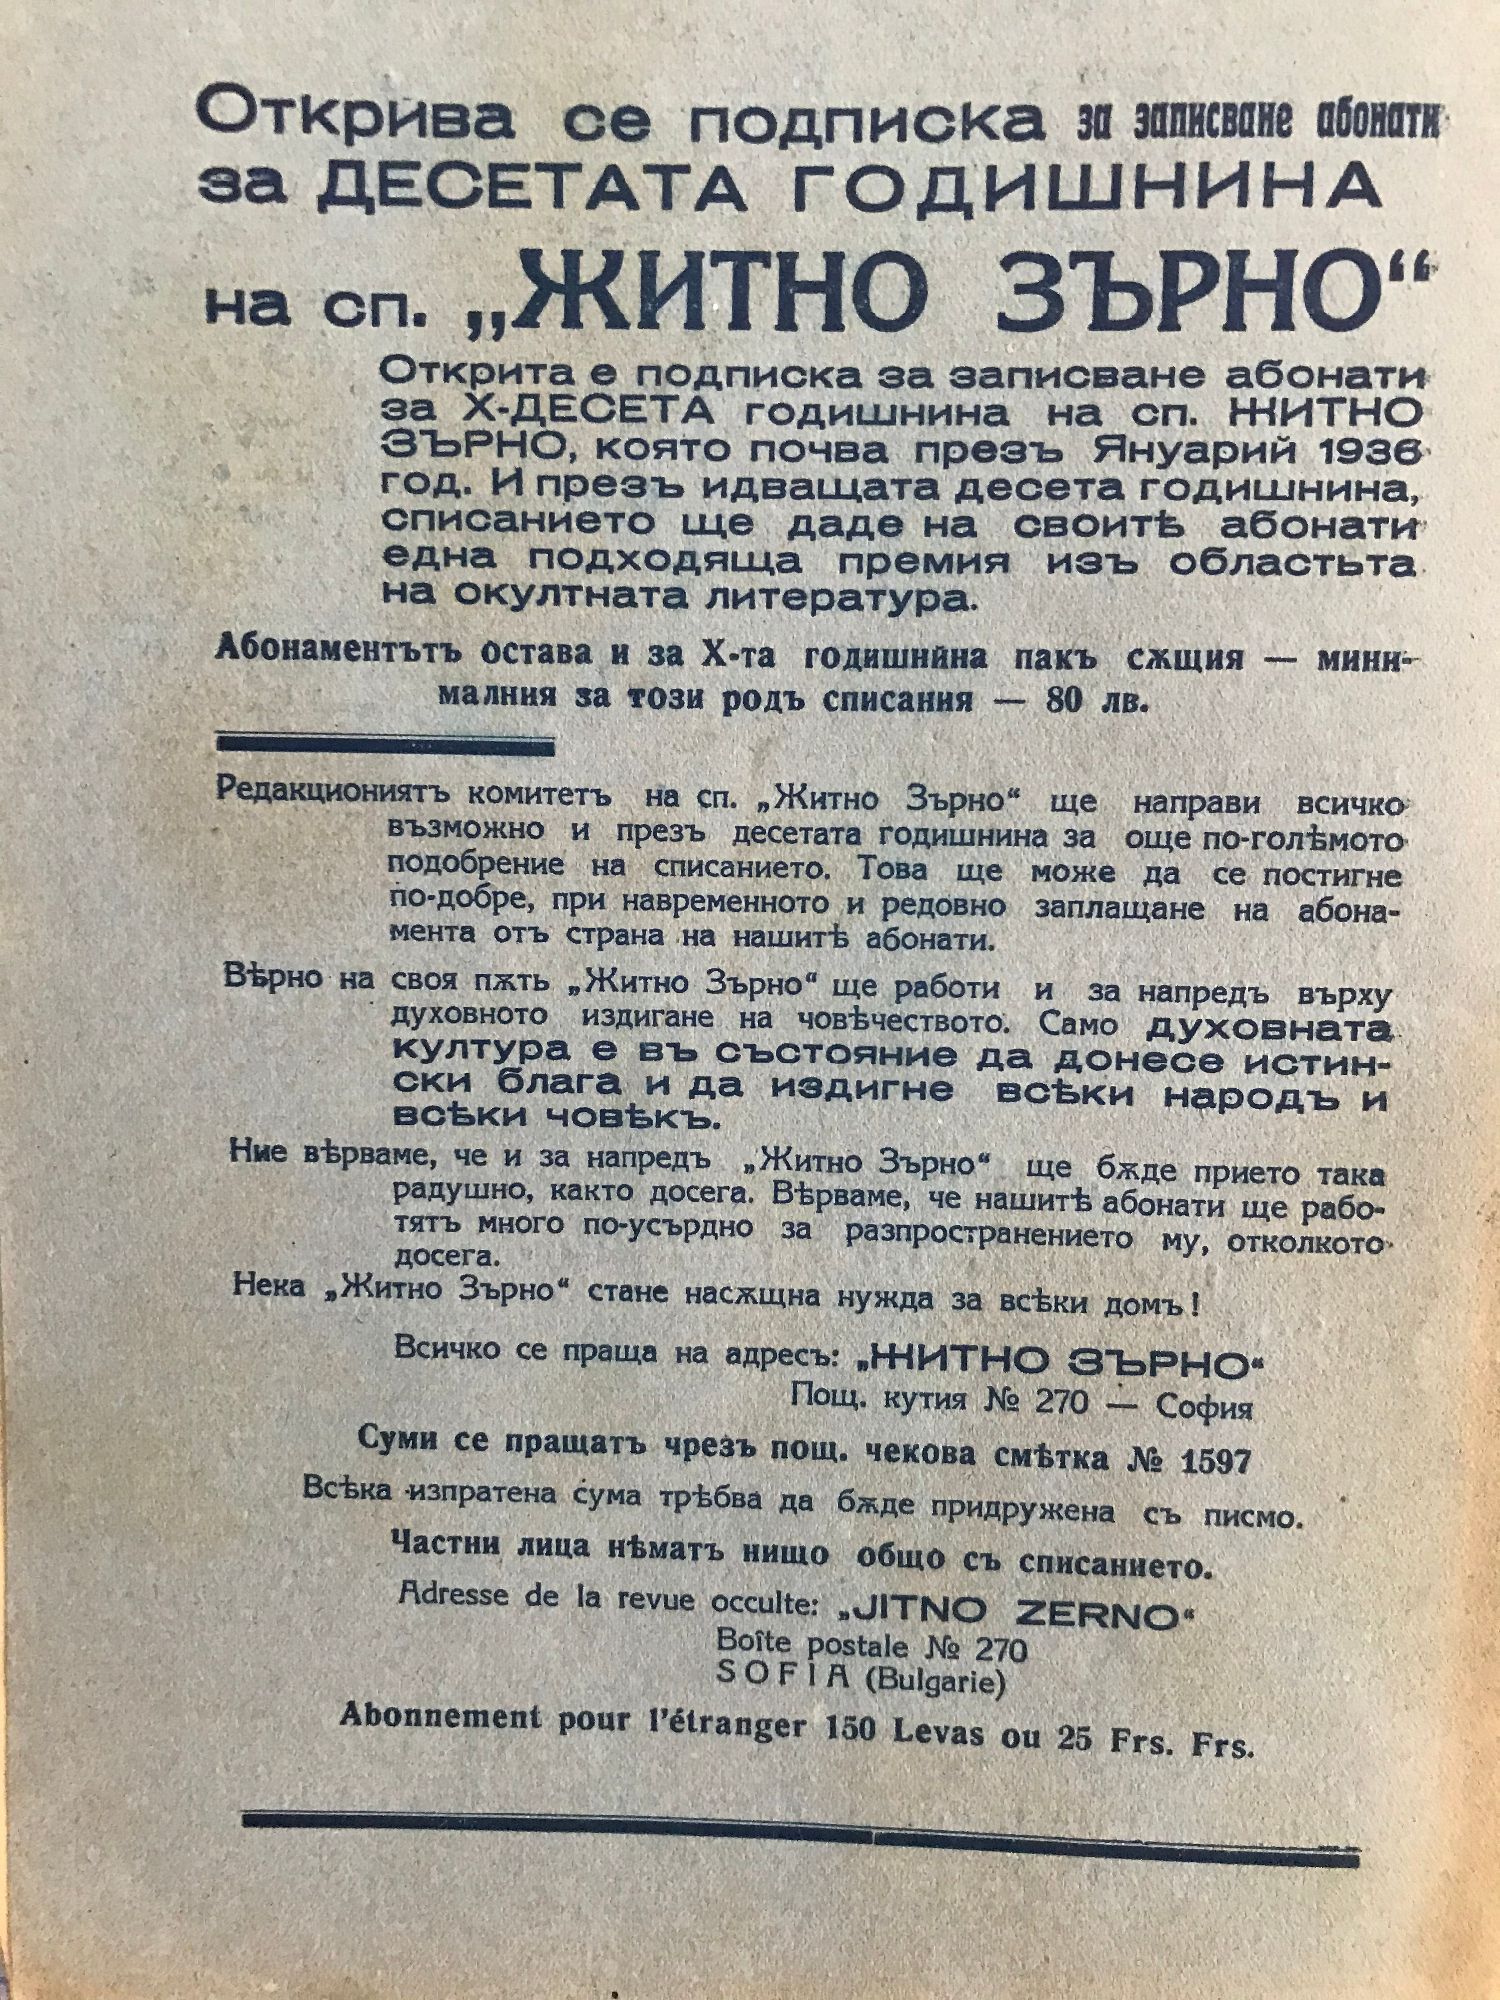 Открива се подписка за записване абонати
за ДЕСЕТАТА ГОДИШНИНА
на сп. „ЖИТНО ЗЪРНО“
Открита е подписка за записване абонати
за X-ДЕСЕТА годишнина на сп. ЖИТНО
ЗЪРНО, която почва презъ Януарий 1936
год. И презъ идващата десета годишнина,
списанието ще даде на своитѣ абонати
една подходяща премия изъ областьта
на окултната литература.
Абонаментътъ остава и за X-та годишнина пакъ сѫщия — мини-
малния за този родъ списания — 80 лв.
Редакциониятъ комитетъ на сп. „Житно Зърно“ ще направи всичко
възможно и презъ десетата годишнина за още по-голѣмото
подобрение на списанието. Това ще може да се постигне
по-добре, при навременното и редовно заплащане на абона-
мента отъ страна на нашитѣ абонати.
Вѣрно на своя пѫть „Житно Зърно“ ще работи и за напредъ върху
духовното издигане на човѣчеството. Само духовната
култура е въ състояние да донесе истин-
ски блага и да издигне всѣки народъ и
всѣки човѣкъ.
Ние вѣрваме, че и за напредъ „Житно Зърно“ ще бѫде прието така
радушно, както досега. Вѣрваме, че нашитѣ абонати ще рабо-
тятъ много по-усърдно за разпространението му, отколкото
досега.
Нека „Житно Зърно“ стане насѫщна нужда за всѣки домъ!
Всичко се праща на адресъ: „ЖИТНО ЗЪРНО“
Пощ. кутия № 270 — София
Суми се пращатъ чрезъ пощ. чекова смѣтка № 1597
Всѣка изпратена сума трѣбва да бѫде придружена съ писмо.
Частни лица нѣматъ нищо общо съ списанието.
Adresse de la revue occulte: „JITNO ZERNO“
Boîte postale № 270
SOFIA (Bulgarie)
Abonnement pour l'étranger 150 Levas ou 25 Frs. Frs.